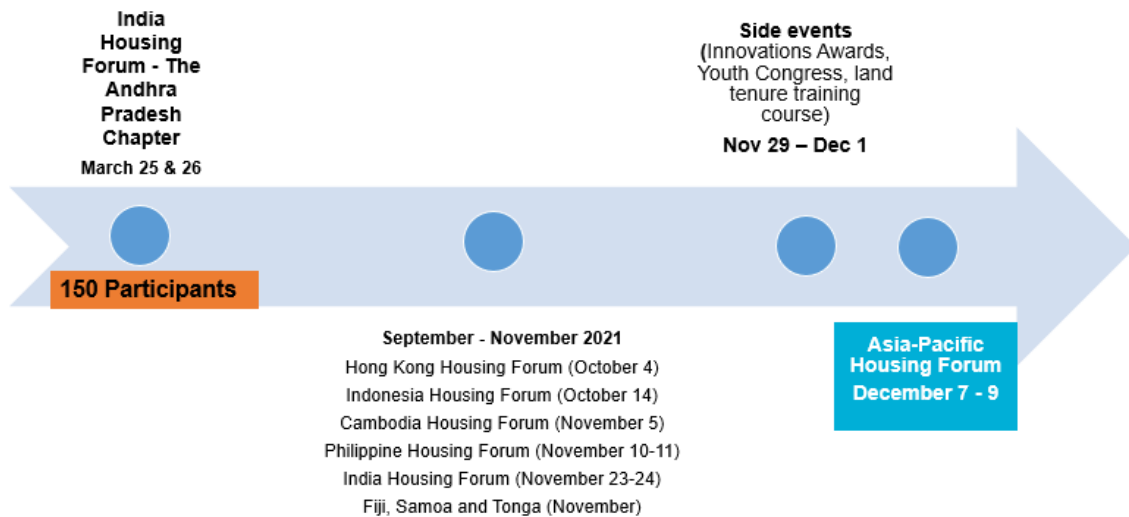 India
Housing
Forum - The
Andhra
Pradesh
Chapter
March 25 & 26
150 Participants
September - November 2021
Hong Kong Housing Forum (October 4)
Indonesia Housing Forum (October 14)
Cambodia Housing Forum (November 5)
Philippine Housing Forum (November 10-11)
India Housing Forum (November 23-24)
Fiji, Samoa and Tonga (November)
Side events
(Innovations Awards,
Youth Congress, land
tenure training
course)
Nov 29 – Dec 1
Asia-Pacific
Housing Forum
December 7 - 9